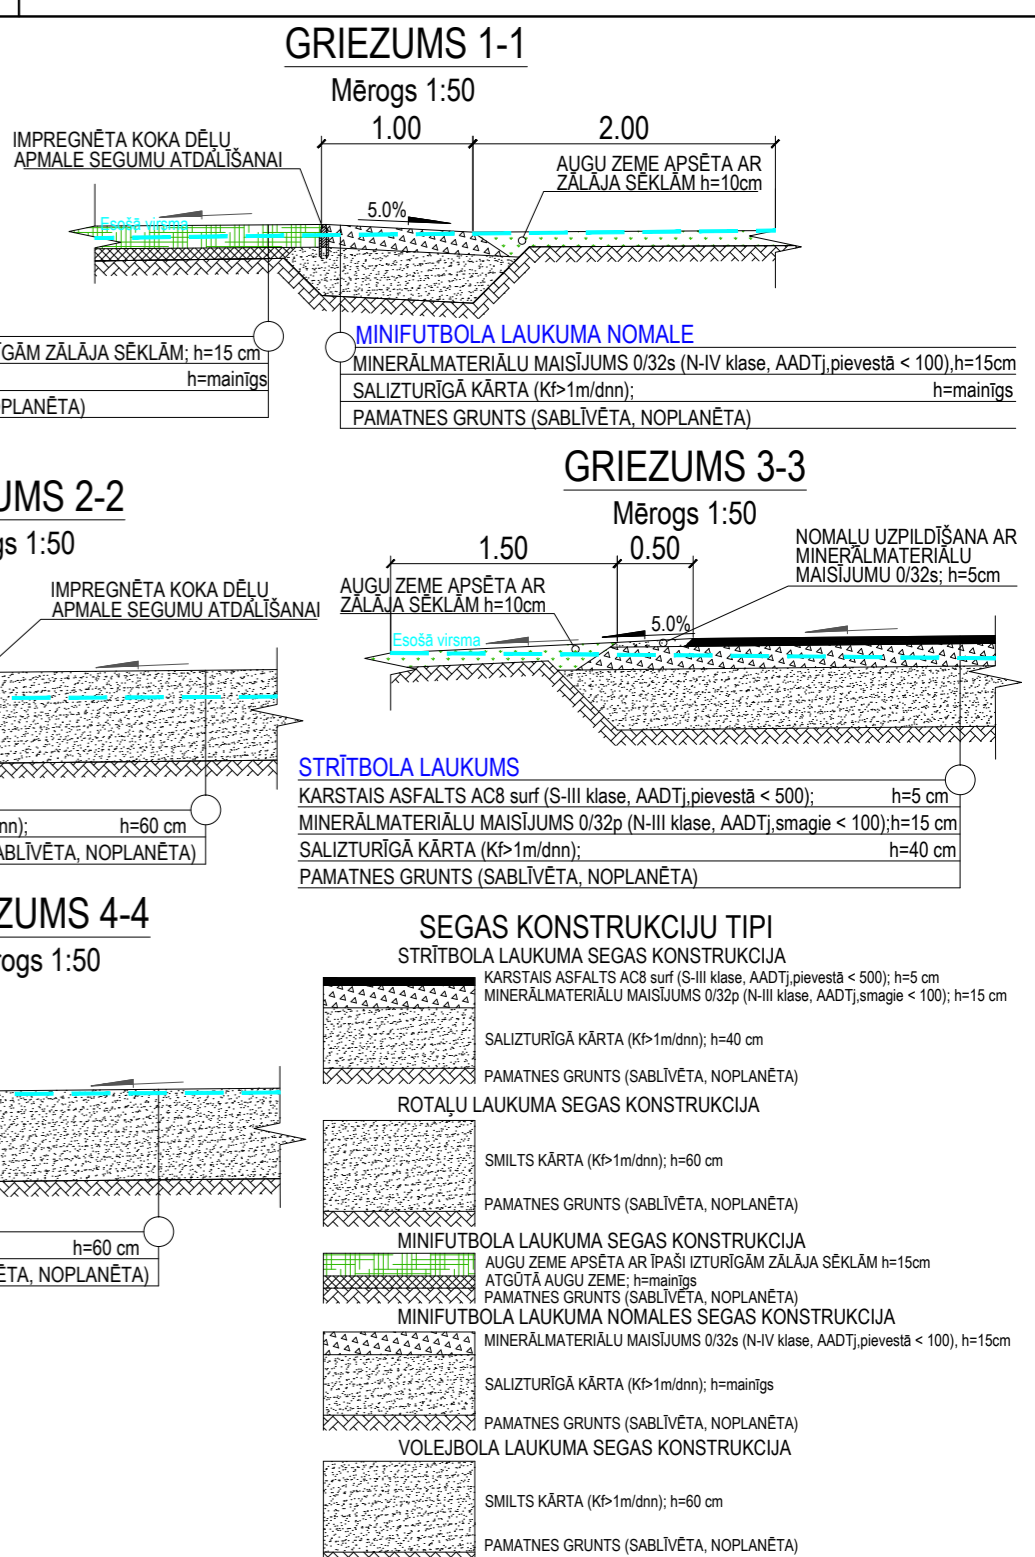 GRIEZUMS 1-1
Mērogs 1:50
1.00
2.00
IMPREGNĒTA KOKA DĒĻU
APMALE SEGUMU ATDALĪŠANAI
AUGU ZEME APSĒTA AR
ZĀLĀJA SĒKLĀM h=10cm
5.0%
Esošā virsma
MINIFUTBOLA LAUKUMA NOMALE
ĪGĀM ZĀLĀJA SĒKLĀM; h=15 cm
h=mainīgs
PLANĒTA)
MINERĀLMATERIĀLU MAISĪJUMS 0/32s (N-IV klase, AADTj,pievestā < 100),h=15cm
SALIZTURĪGĀ KĀRTA (Kf>1m/dnn); h=mainīgs
PAMATNES GRUNTS (SABLĪVĒTA, NOPLANĒTA)
UMS 2-2
gs 1:50
IMPREGNĒTA KOKA DĒĻU
APMALE SEGUMU ATDALĪŠANAI
nn); h=60 cm
ABLĪVĒTA, NOPLANĒTA)
GRIEZUMS 3-3
Mērogs 1:50
1.50
0.50
NOMAĻU UZPILDĪŠANA AR
MINERĀLMATERIĀLU
MAISĪJUMU 0/32s; h=5cm
AUGU ZEME APSĒTA AR
ZĀLĀJA SĒKLĀM h=10cm
5.0%
Esošā virsma
STRĪTBOLA LAUKUMS
KARSTAIS ASFALTS AC8 surf (S-III klase, AADTj,pievestā < 500); h=5 cm
MINERĀLMATERIĀLU MAISĪJUMS 0/32p (N-III klase, AADTj,smagie < 100);h=15 cm
SALIZTURĪGĀ KĀRTA (Kf>1m/dnn); h=40 cm
PAMATNES GRUNTS (SABLĪVĒTA, NOPLANĒTA)
ZUMS 4-4
rogs 1:50
h=60 cm
ĒTA, NOPLANĒTA)
SEGAS KONSTRUKCIJU TIPI
STRĪTBOLA LAUKUMA SEGAS KONSTRUKCIJA
KARSTAIS ASFALTS AC8 surf (S-III klase, AADTj,pievestā < 500); h=5 cm
MINERĀLMATERIĀLU MAISĪJUMS 0/32p (N-III klase, AADTj,smagie < 100); h=15 cm
SALIZTURĪGĀ KĀRTA (Kf>1m/dnn); h=40 cm
PAMATNES GRUNTS (SABLĪVĒTA, NOPLANĒTA)
ROTAĻU LAUKUMA SEGAS KONSTRUKCIJA
SMILTS KĀRTA (Kf>1m/dnn); h=60 cm
PAMATNES GRUNTS (SABLĪVĒTA, NOPLANĒTA)
MINIFUTBOLA LAUKUMA SEGAS KONSTRUKCIJA
AUGU ZEME APSĒTA AR ĪPAŠI IZTURĪGĀM ZĀLĀJA SĒKLĀM h=15cm
ATGŪTĀ AUGU ZEME; h=mainīgs
PAMATNES GRUNTS (SABLĪVĒTA, NOPLANĒTA)
MINIFUTBOLA LAUKUMA NOMALES SEGAS KONSTRUKCIJA
MINERĀLMATERIĀLU MAISĪJUMS 0/32s (N-IV klase, AADTj,pievestā < 100), h=15cm
SALIZTURĪGĀ KĀRTA (Kf>1m/dnn); h=mainīgs
PAMATNES GRUNTS (SABLĪVĒTA, NOPLANĒTA)
VOLEJBOLA LAUKUMA SEGAS KONSTRUKCIJA
SMILTS KĀRTA (Kf>1m/dnn); h=60 cm
PAMATNES GRUNTS (SABLĪVĒTA, NOPLANĒTA)